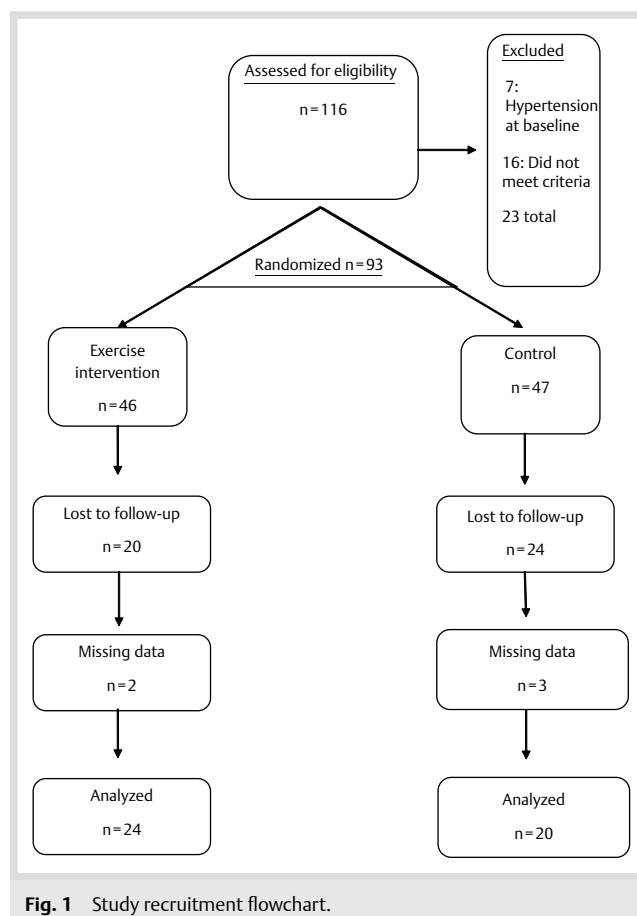 Assessed for eligibility
n=116
Excluded
7:
Hypertension
at baseline
16: Did not
meet criteria
23 total
Randomized n=93
Exercise
intervention
n=46
Control
n=47
Lost to follow-up
n=20
Lost to follow-up
n=24
Missing data
n=2
Missing data
n=3
Analyzed
n=24
Analyzed
n=20
Fig. 1 Study recruitment flowchart.